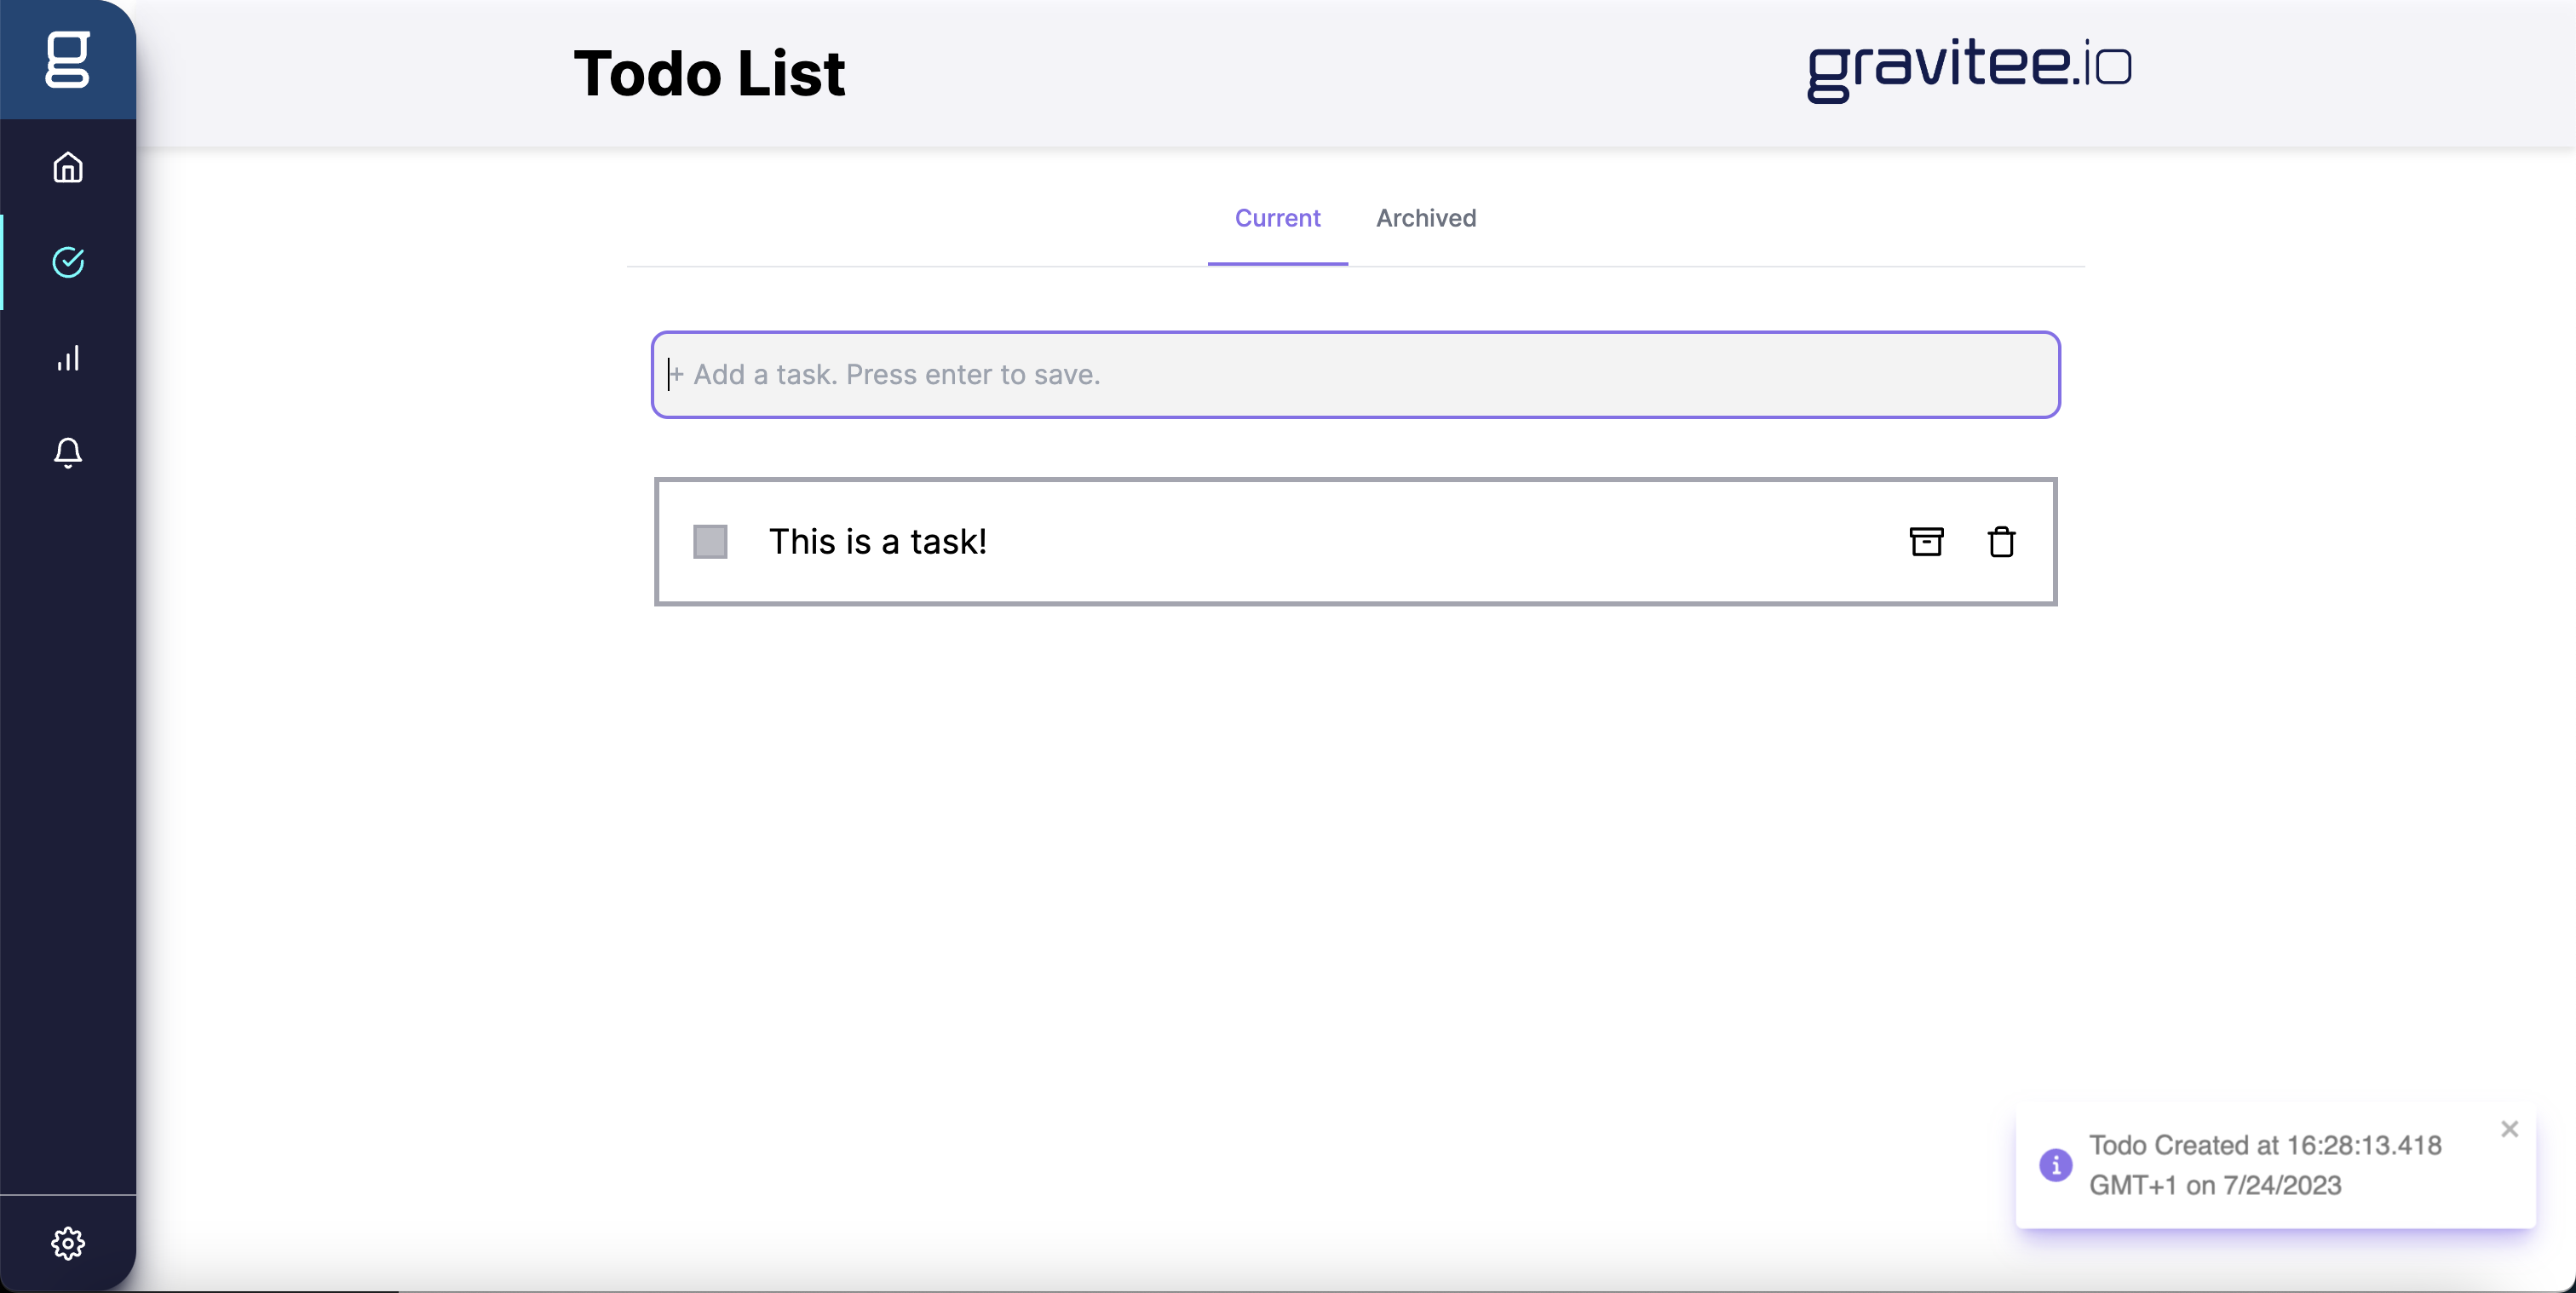 g
Todo List
gravitee.io
Current
Archived
+ Add a task. Press enter to save.
This is a task!
Todo Created at 16:28:13.418
GMT+1 on 7/24/2023